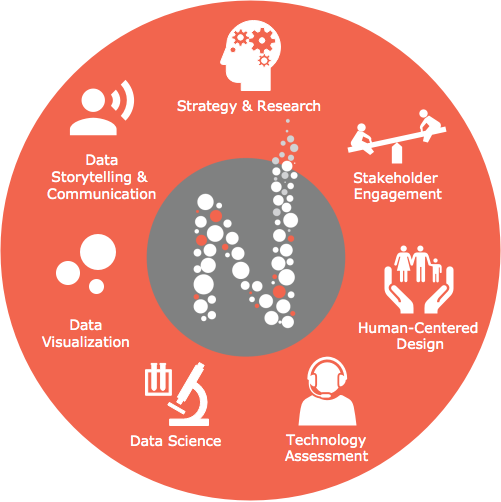 Strategy & Research
Stakeholder
Engagement
Human-Centered
Design
Technology
Assessment
Data Science
Data
Visualization
Data
Storytelling &
Communication
N